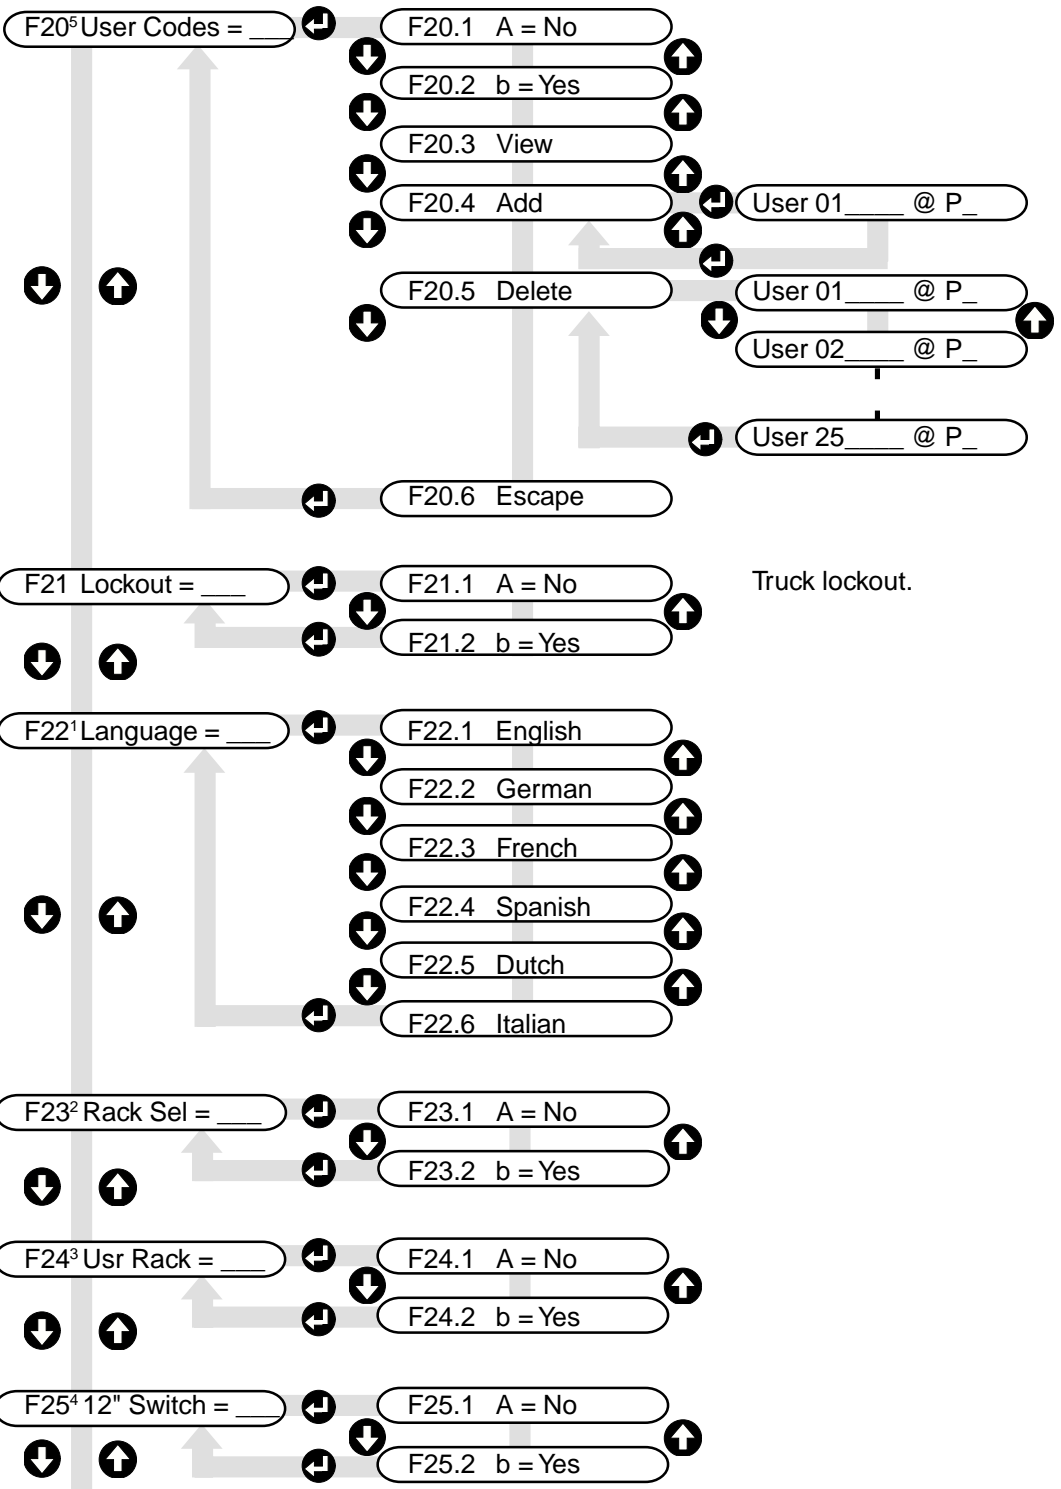 F20⁵ User Codes = ___
F20.1 A = No
F20.2 b = Yes
F20.3 View
F20.4 Add
User 01____ @ P_
F20.5 Delete
User 01____ @ P_
User 02____ @ P_
User 25____ @ P_
F20.6 Escape
F21 Lockout = ___
F21.1 A = No
Truck lockout.
F21.2 b = Yes
F22¹ Language = ___
F22.1 English
F22.2 German
F22.3 French
F22.4 Spanish
F22.5 Dutch
F22.6 Italian
F23² Rack Sel = ___
F23.1 A = No
F23.2 b = Yes
F24³ Usr Rack = ___
F24.1 A = No
F24.2 b = Yes
F25⁴ 12" Switch = ___
F25.1 A = No
F25.2 b = Yes